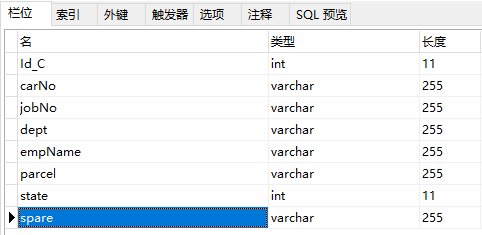 栏位 索引 外键 触发器 选项 注释 SQL 预览
名 类型 长度
Id_C int 11
carNo varchar 255
jobNo varchar 255
dept varchar 255
empName varchar 255
parcel varchar 255
state int 11
spare varchar 255